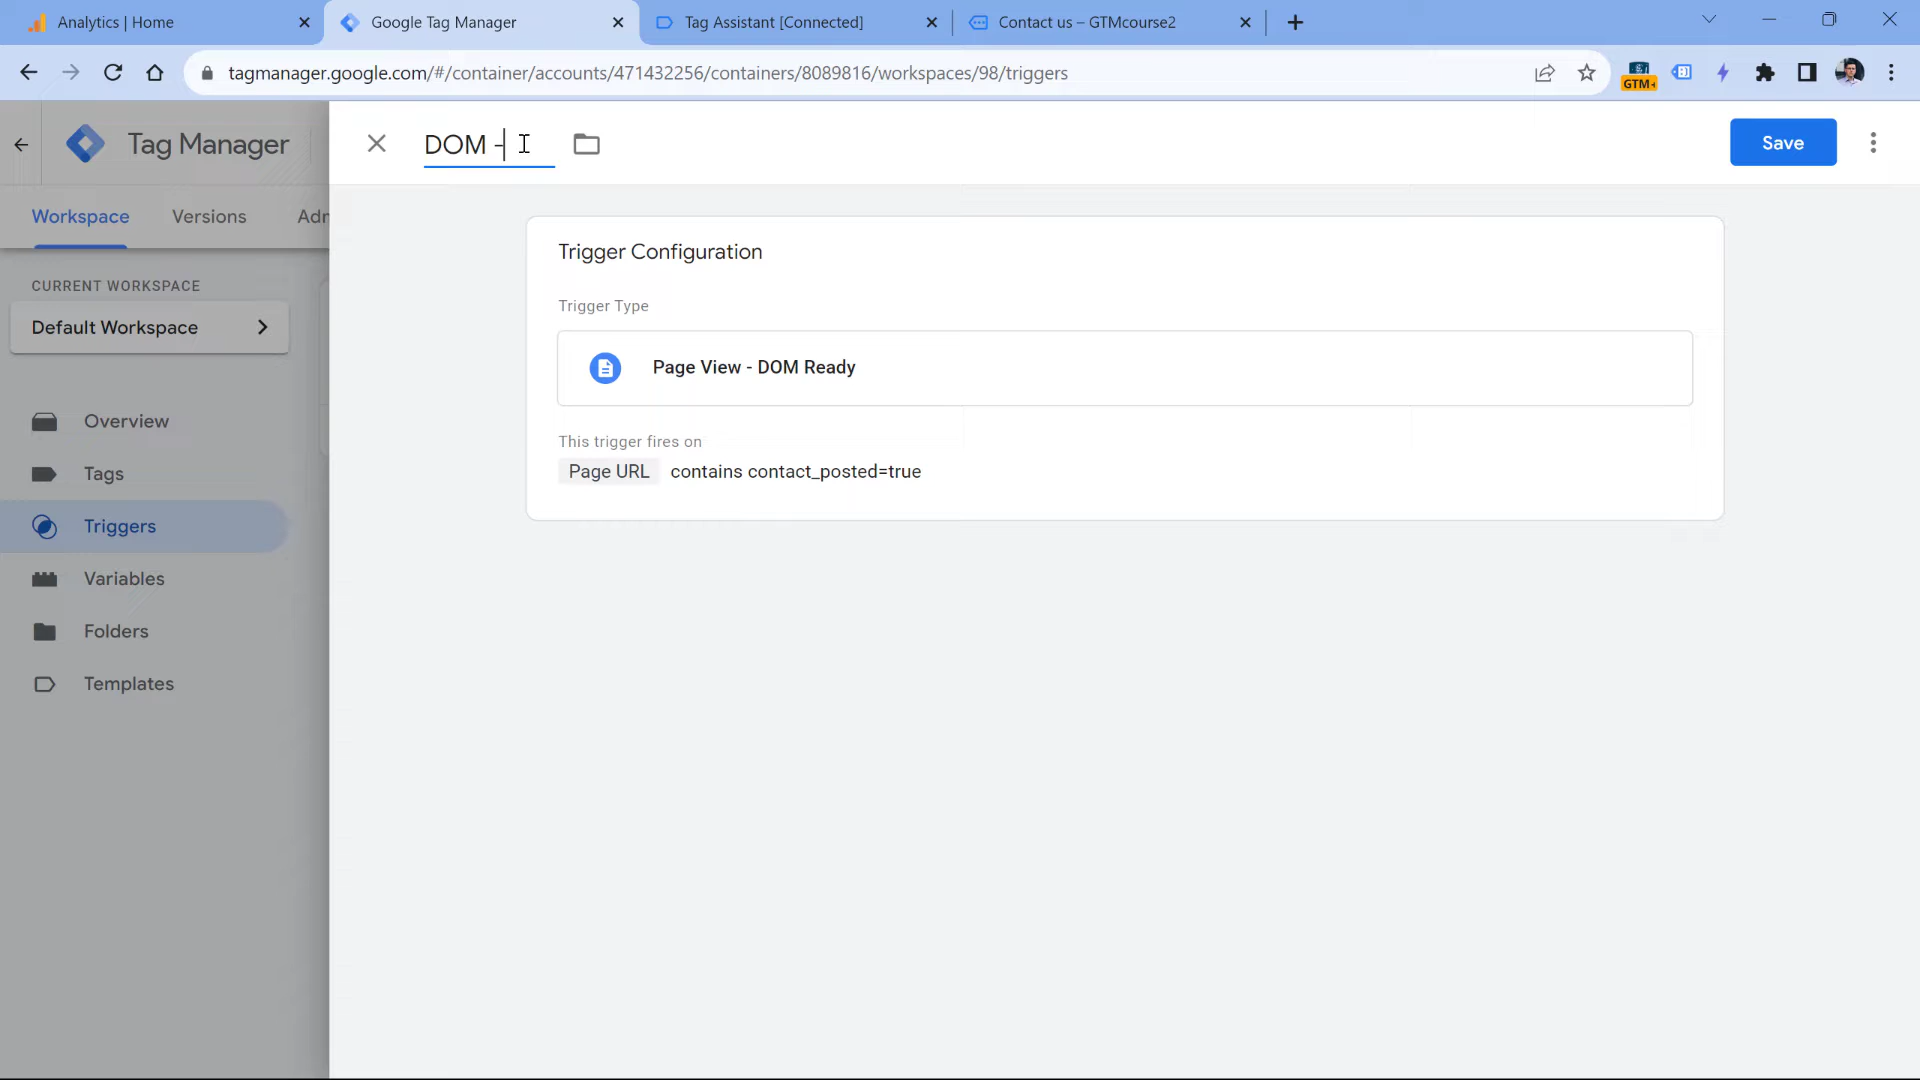 Analytics | Home
Google Tag Manager
Tag Assistant [Connected]
Contact us – GTMcourse2
tagmanager.google.com/#/container/accounts/471432256/containers/8089816/workspaces/98/triggers
GTM
Tag Manager
DOM -
Save
Workspace
Versions
CURRENT WORKSPACE
Default Workspace
Overview
Tags
Triggers
Variables
Folders
Templates
Trigger Configuration
Trigger Type
Page View - DOM Ready
This trigger fires on
Page URL contains contact_posted=true